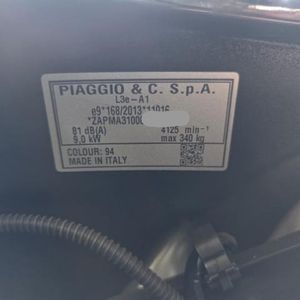 PIAGGIO & C. S.p.A.
L3e-A1
e9*168/2013*11016
*ZAPMA3100
81 dB(A) 4125 min⁻¹
9.0 kW max 340 kg
COLOUR: 94
MADE IN ITALY